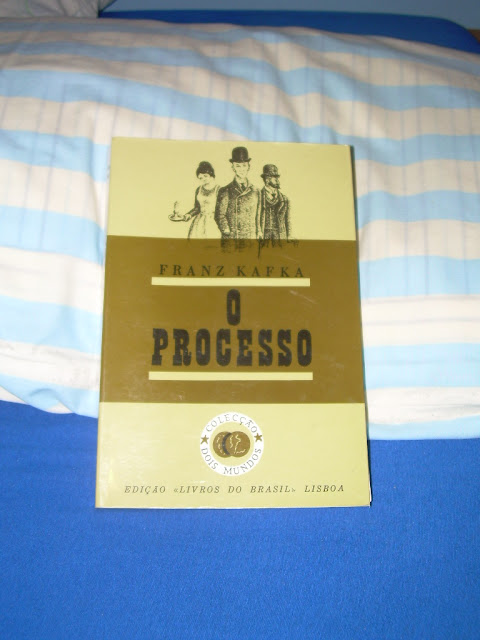 FRANZ KAFKA
O
PROCESSO
COLECÇÃO
DOIS MUNDOS
EDIÇÃO «LIVROS DO BRASIL» LISBOA